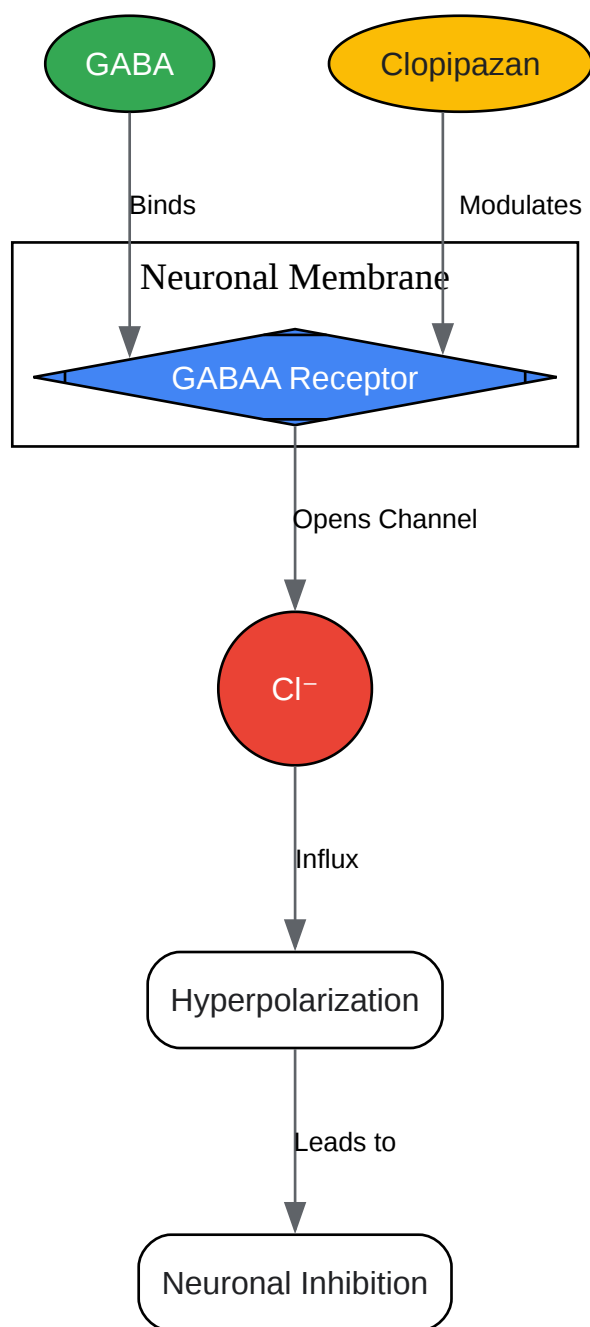 GABA
Clopipazan
Binds
Modulates
Neuronal Membrane
GABAA Receptor
Opens Channel
Cl⁻
Influx
Hyperpolarization
Leads to
Neuronal Inhibition